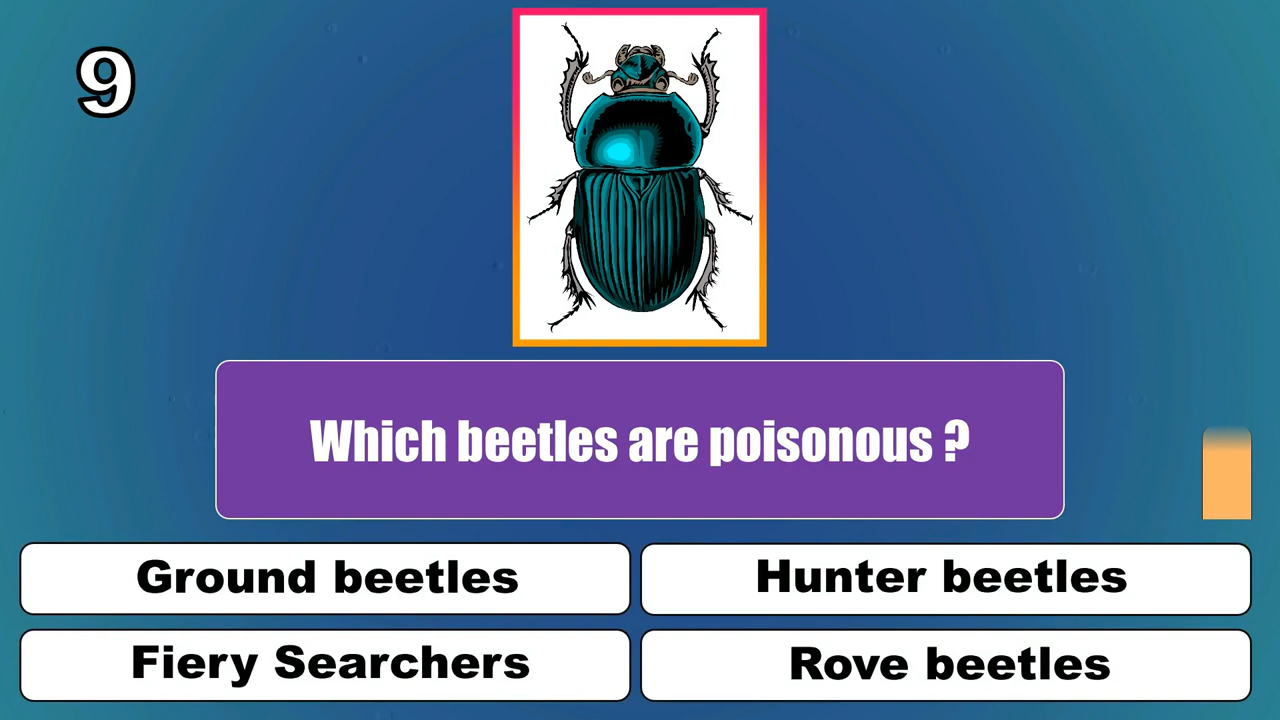 9
Which beetles are poisonous ?
Ground beetles
Hunter beetles
Fiery Searchers
Rove beetles